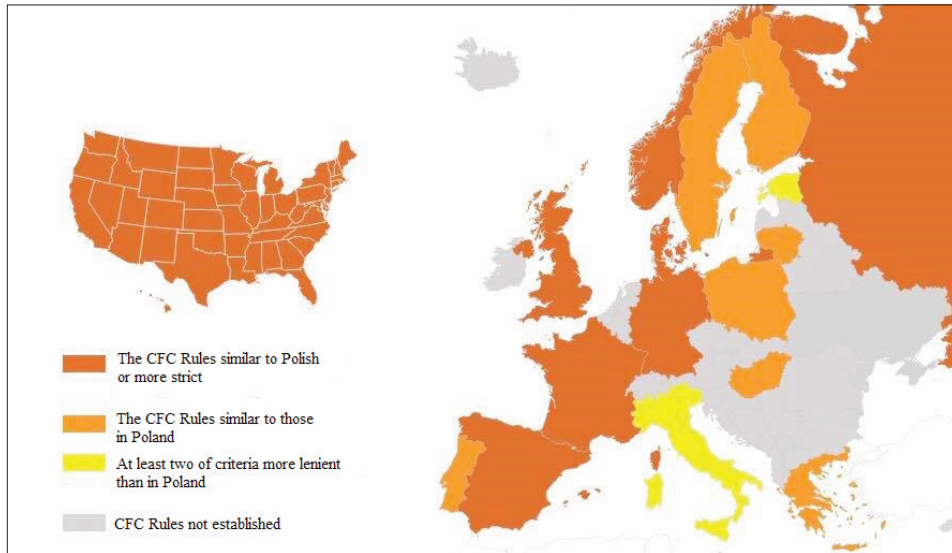 The CFC Rules similar to Polish
or more strict
The CFC Rules similar to those
in Poland
At least two of criteria more lenient
than in Poland
CFC Rules not established